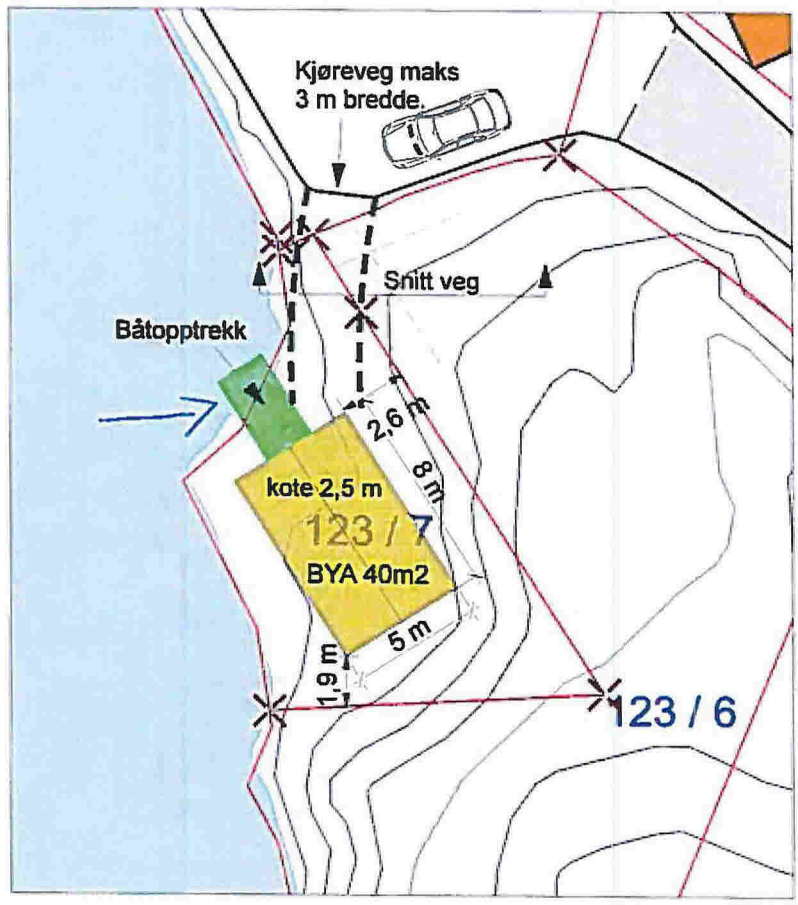 Kjøreveg maks
3 m bredde.
Snitt veg
Båtopptrekk
2,6 m
8 m
kote 2,5 m
123 / 7
BYA 40m2
5 m
1,9 m
123 / 6